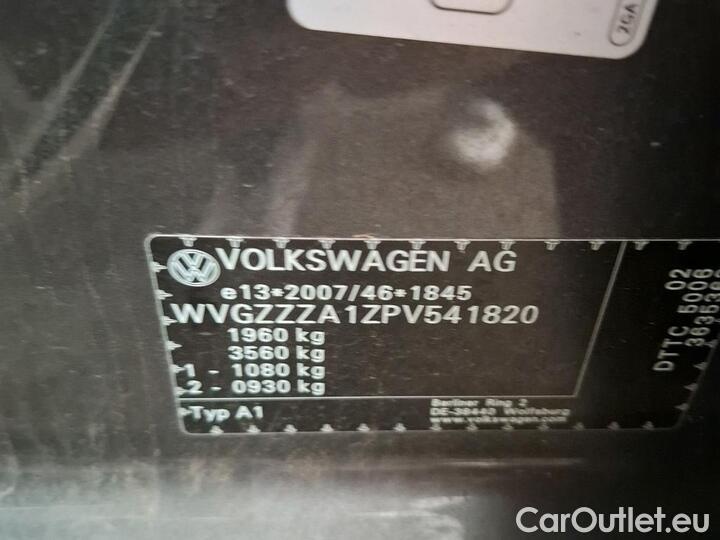 2GA
VOLKSWAGEN AG
e13*2007/46*1845
WVGZZZA1ZPV541820
1960 kg
3560 kg
1 - 1080 kg
2 - 0930 kg
Typ A1
Berliner Ring 2
DE-38440 Wolfsburg
www.volkswagen.com
DTTC 5006
02
CarOutlet.eu